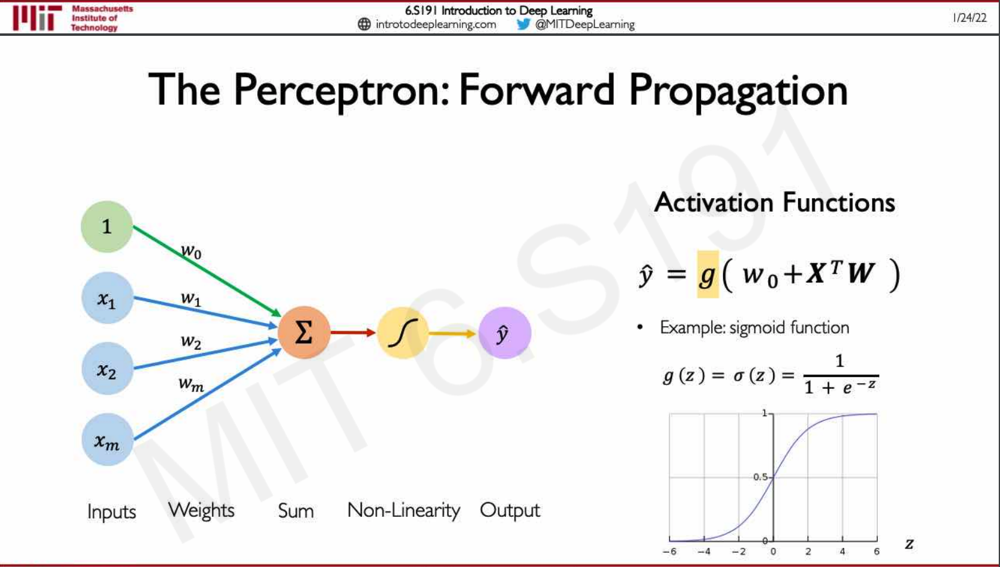 Massachusetts
Institute of
Technology
6.S191 Introduction to Deep Learning
introtodeeplearning.com @MITDeepLearning
1/24/22
The Perceptron: Forward Propagation
1
w₀
x₁
w₁
x₂
w₂
xₘ
wₘ
Σ
∫
ŷ
Inputs Weights Sum Non-Linearity Output
Activation Functions
ŷ = g( w₀+XᵀW )
• Example: sigmoid function
g(z) = σ(z) = 1 / (1 + e⁻ᶻ)
1
0.5
0
-6 -4 -2 0 2 4 6
z
MIT 6.S191